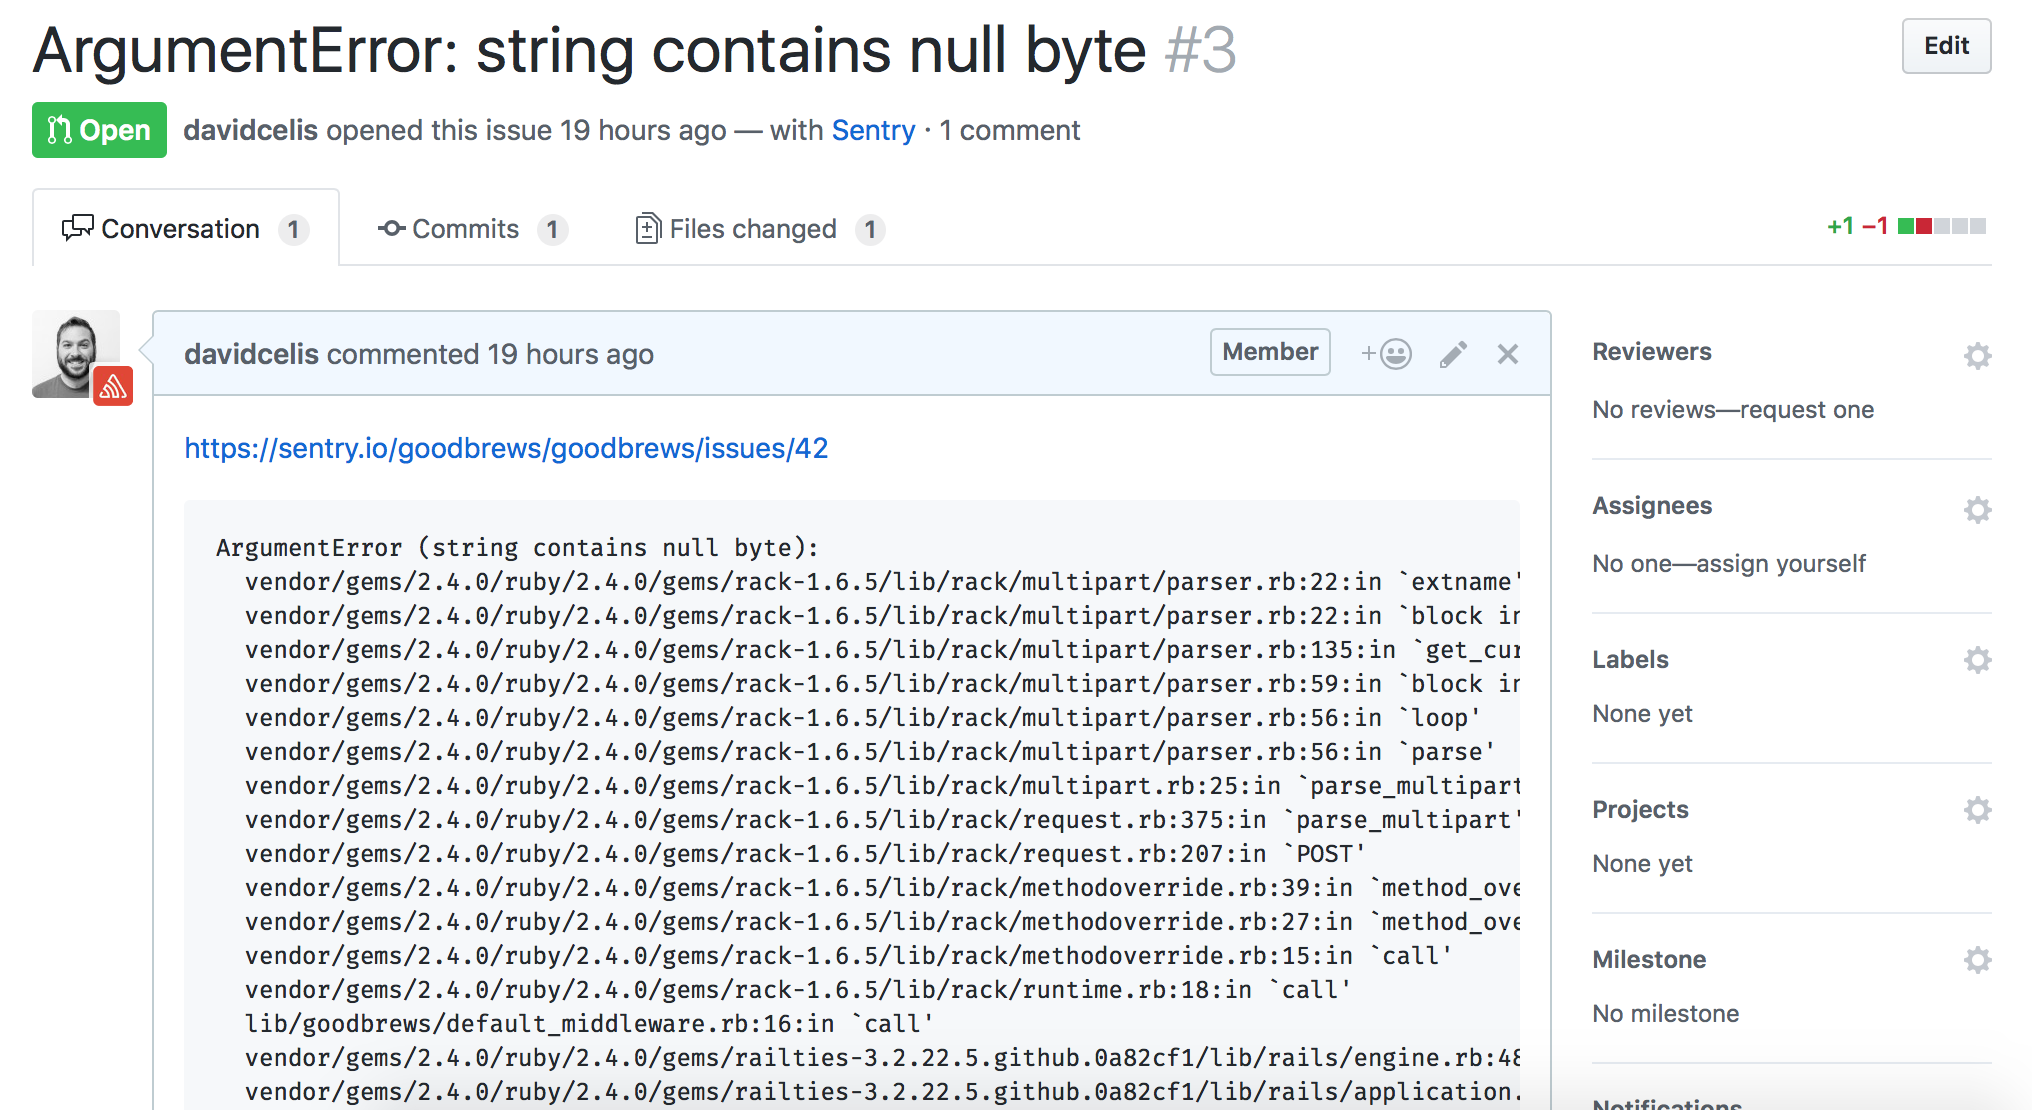 ArgumentError: string contains null byte #3
Edit
Open davidcelis opened this issue 19 hours ago — with Sentry · 1 comment
Conversation 1 Commits 1 Files changed 1 +1 −1
davidcelis commented 19 hours ago Member
https://sentry.io/goodbrews/goodbrews/issues/42
ArgumentError (string contains null byte):
vendor/gems/2.4.0/ruby/2.4.0/gems/rack-1.6.5/lib/rack/multipart/parser.rb:22:in `extname'
vendor/gems/2.4.0/ruby/2.4.0/gems/rack-1.6.5/lib/rack/multipart/parser.rb:22:in `block in
vendor/gems/2.4.0/ruby/2.4.0/gems/rack-1.6.5/lib/rack/multipart/parser.rb:135:in `get_cur
vendor/gems/2.4.0/ruby/2.4.0/gems/rack-1.6.5/lib/rack/multipart/parser.rb:59:in `block in
vendor/gems/2.4.0/ruby/2.4.0/gems/rack-1.6.5/lib/rack/multipart/parser.rb:56:in `loop'
vendor/gems/2.4.0/ruby/2.4.0/gems/rack-1.6.5/lib/rack/multipart/parser.rb:56:in `parse'
vendor/gems/2.4.0/ruby/2.4.0/gems/rack-1.6.5/lib/rack/multipart.rb:25:in `parse_multipart
vendor/gems/2.4.0/ruby/2.4.0/gems/rack-1.6.5/lib/rack/request.rb:375:in `parse_multipart'
vendor/gems/2.4.0/ruby/2.4.0/gems/rack-1.6.5/lib/rack/request.rb:207:in `POST'
vendor/gems/2.4.0/ruby/2.4.0/gems/rack-1.6.5/lib/rack/methodoverride.rb:39:in `method_ove
vendor/gems/2.4.0/ruby/2.4.0/gems/rack-1.6.5/lib/rack/methodoverride.rb:27:in `method_ove
vendor/gems/2.4.0/ruby/2.4.0/gems/rack-1.6.5/lib/rack/methodoverride.rb:15:in `call'
vendor/gems/2.4.0/ruby/2.4.0/gems/rack-1.6.5/lib/rack/runtime.rb:18:in `call'
lib/goodbrews/default_middleware.rb:16:in `call'
vendor/gems/2.4.0/ruby/2.4.0/gems/railties-3.2.22.5.github.0a82cf1/lib/rails/engine.rb:48
vendor/gems/2.4.0/ruby/2.4.0/gems/railties-3.2.22.5.github.0a82cf1/lib/rails/application.
Reviewers
No reviews—request one
Assignees
No one—assign yourself
Labels
None yet
Projects
None yet
Milestone
No milestone
Notifications